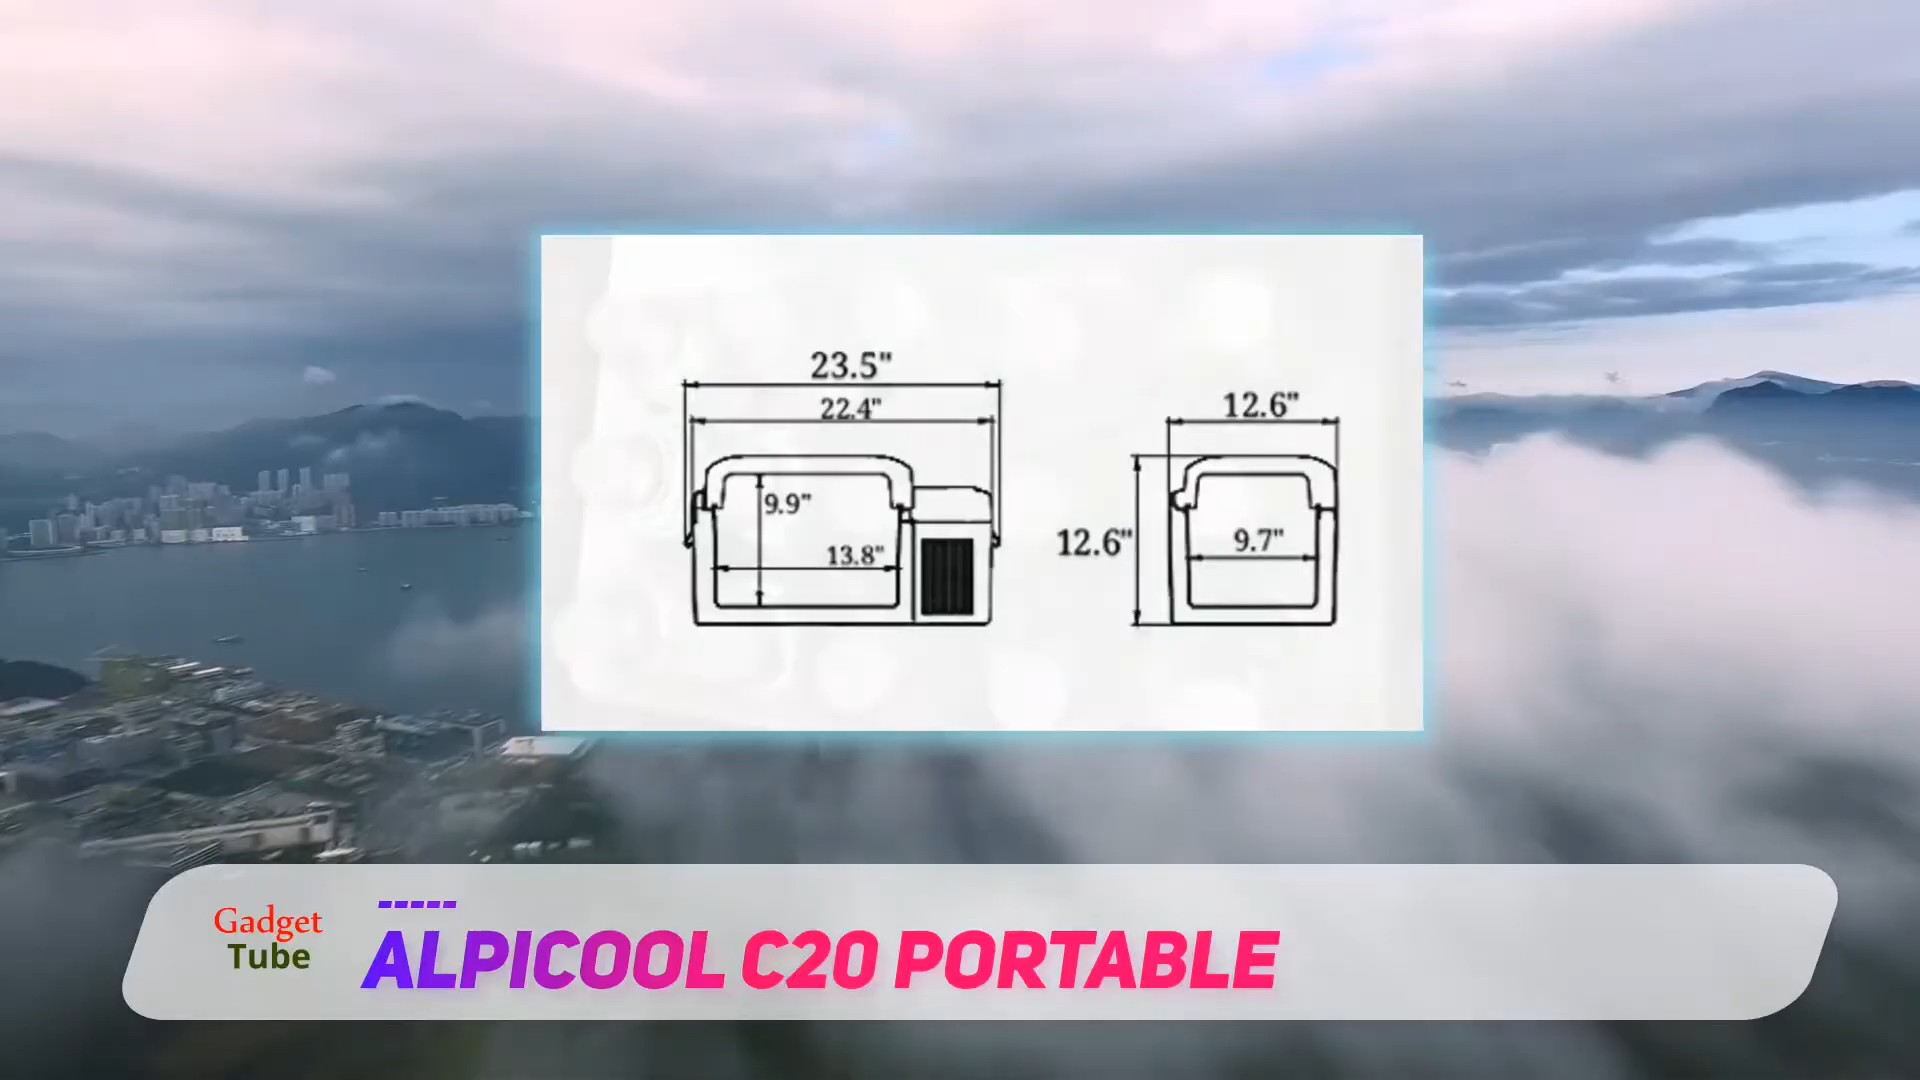 23.5"
22.4"
9.9"
13.8"
12.6"
12.6"
9.7"
Gadget
Tube
ALPICOOL C20 PORTABLE